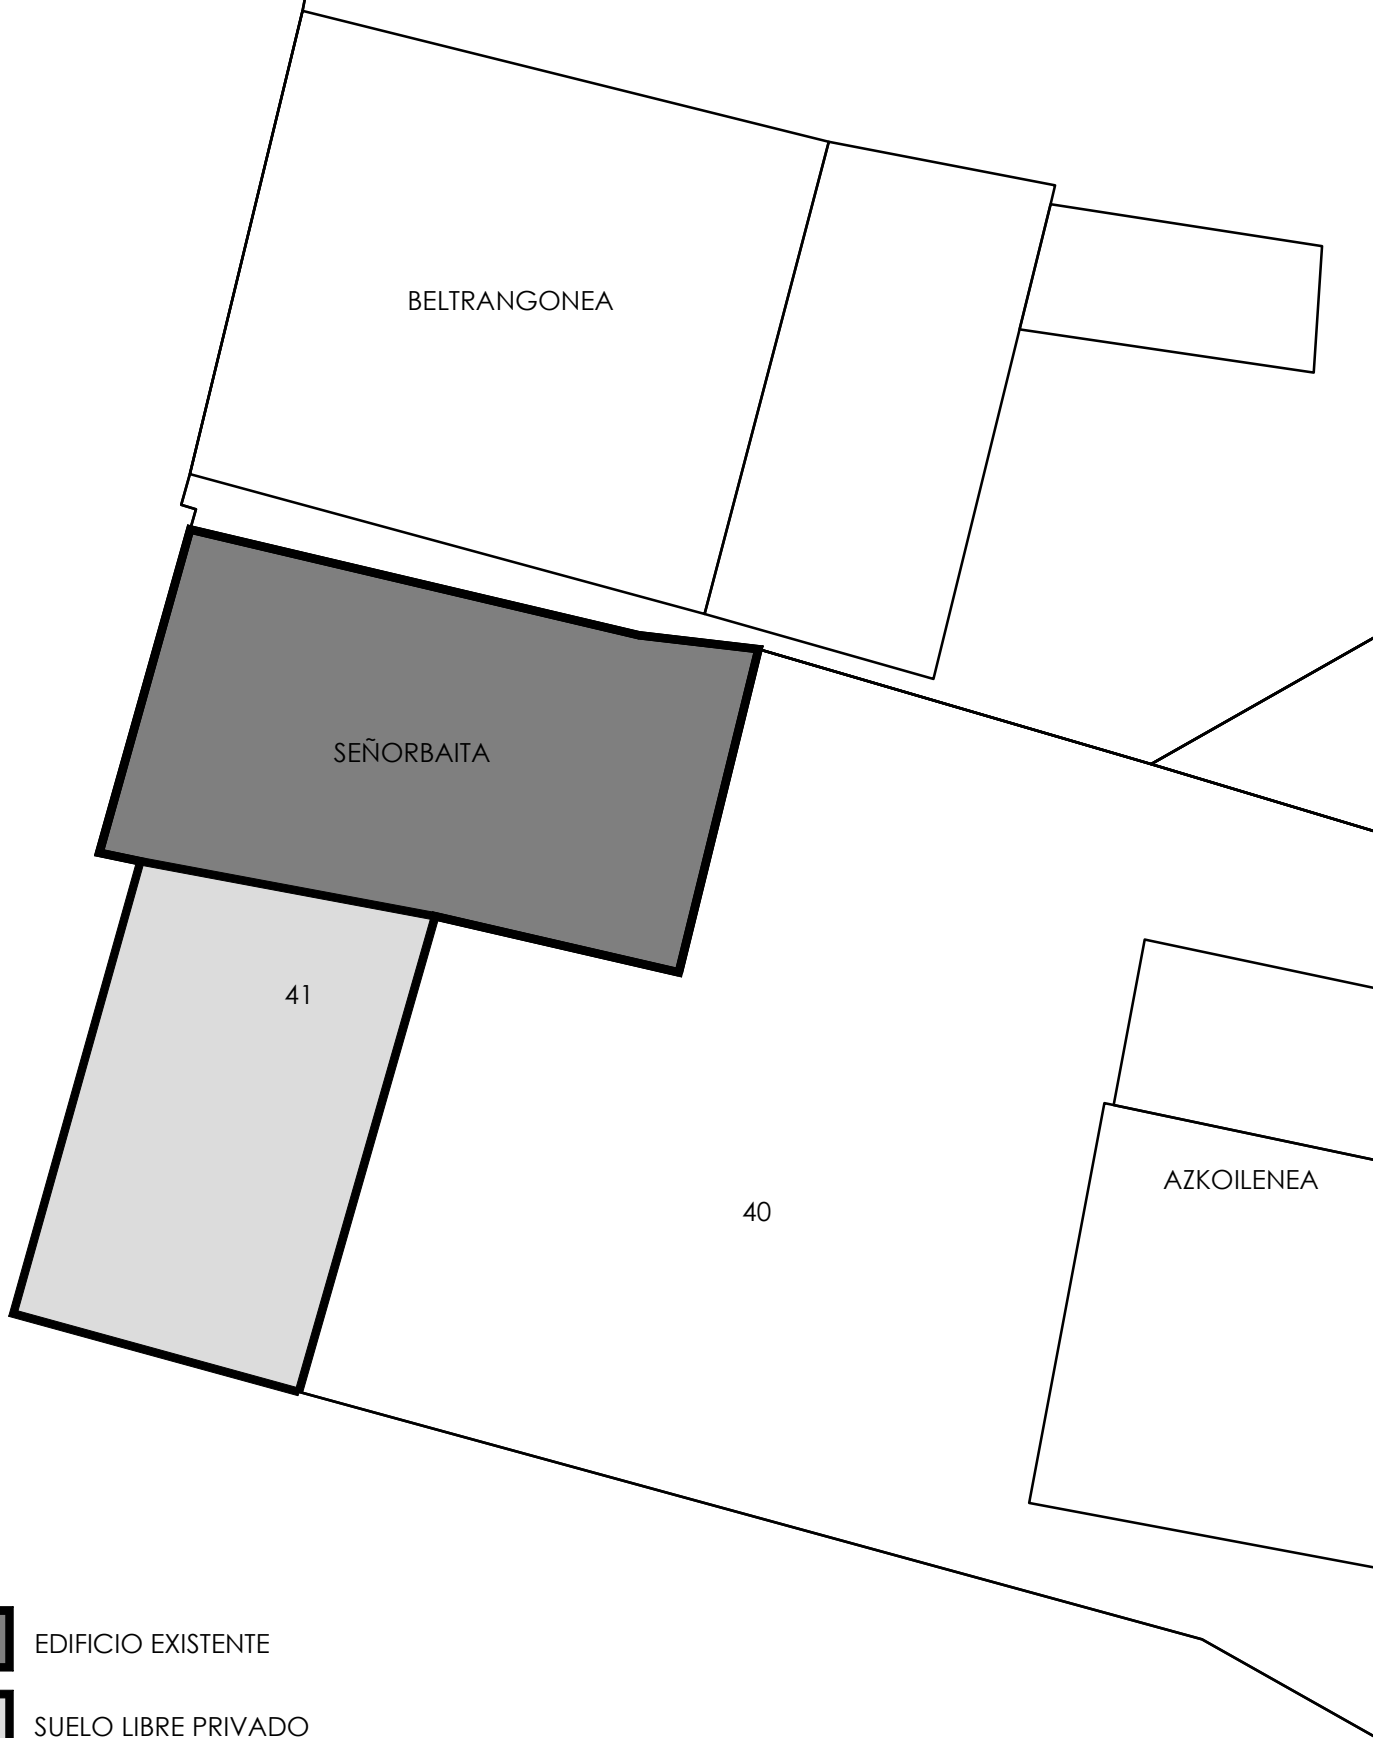 BELTRANGONEA
SEÑORBAITA
41
AZKOILENEA
40
EDIFICIO EXISTENTE
SUELO LIBRE PRIVADO